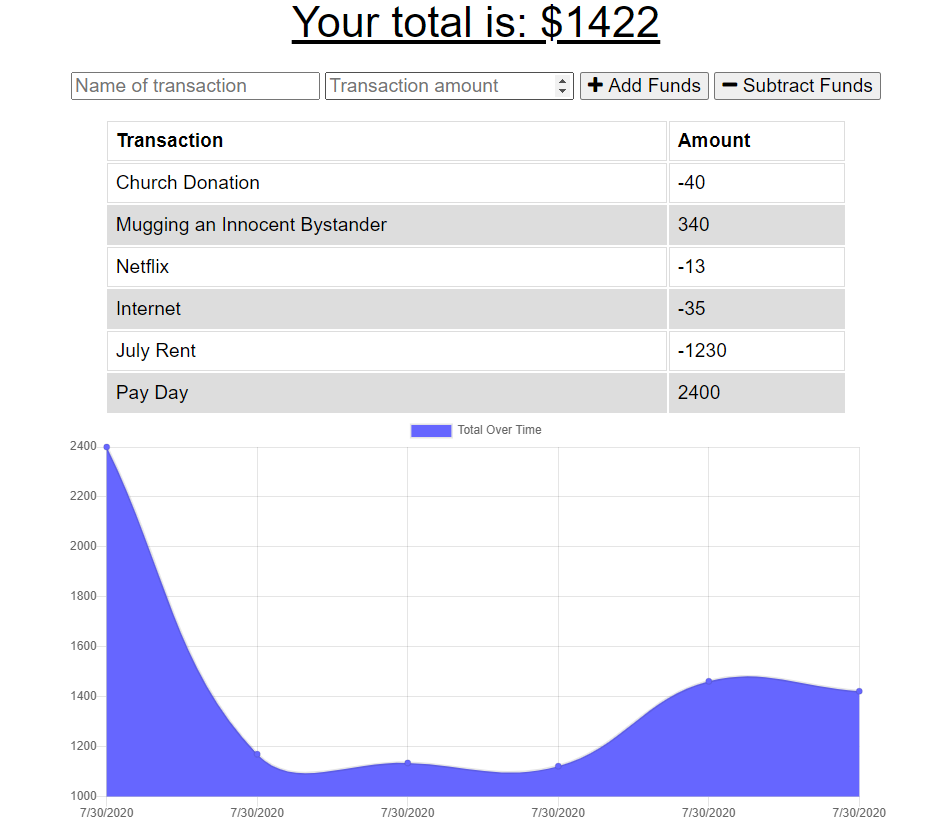 Your total is: $1422
Name of transaction Transaction amount Add Funds Subtract Funds
Transaction Amount
Church Donation -40
Mugging an Innocent Bystander 340
Netflix -13
Internet -35
July Rent -1230
Pay Day 2400
Total Over Time
2400
2200
2000
1800
1600
1400
1200
1000
7/30/2020 7/30/2020 7/30/2020 7/30/2020 7/30/2020 7/30/2020